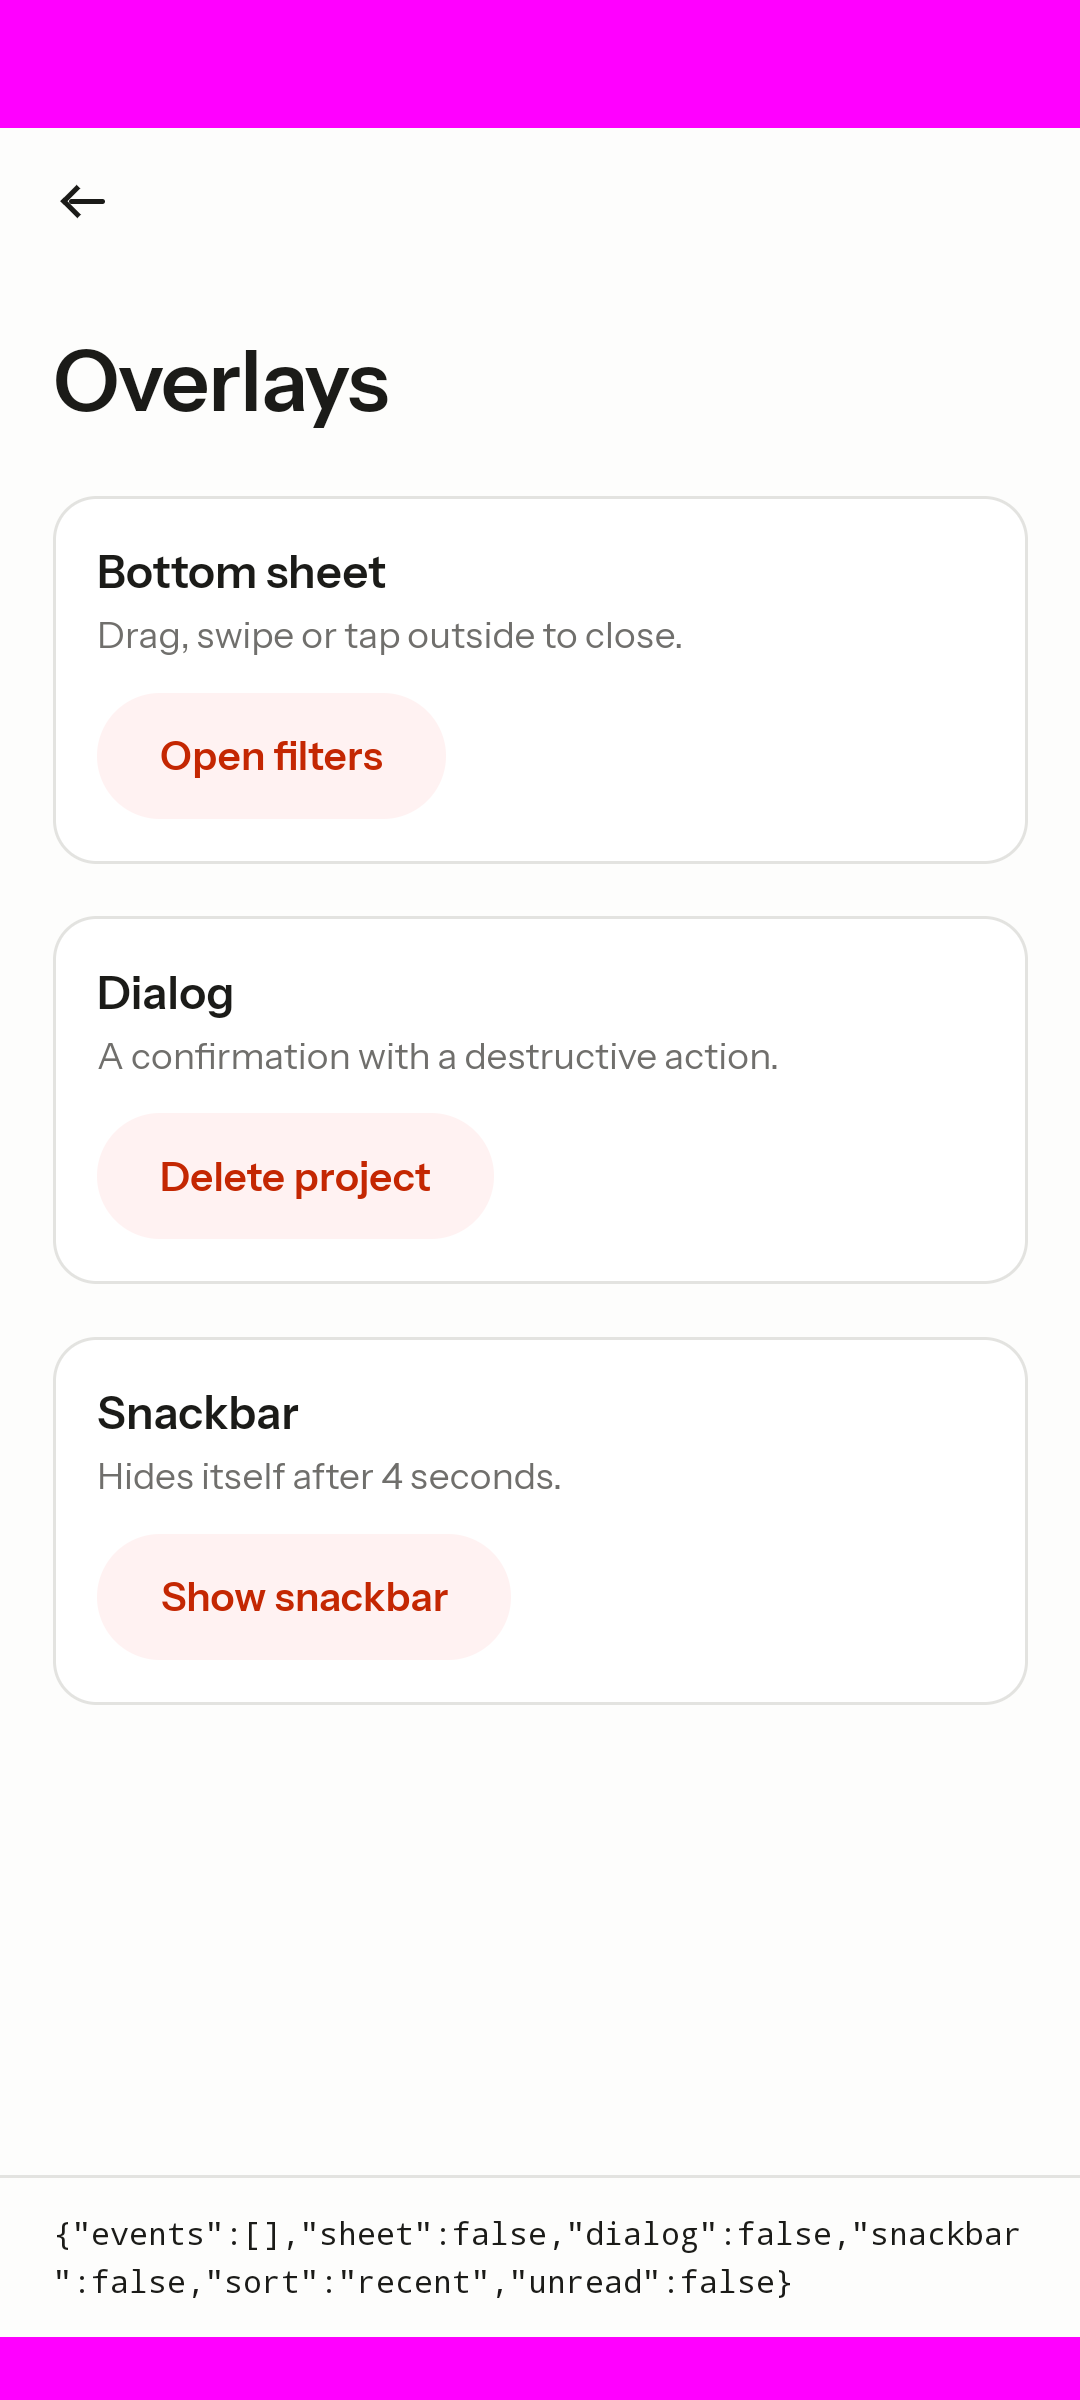 Overlays
Bottom sheet
Drag, swipe or tap outside to close.
Open filters
Dialog
A confirmation with a destructive action.
Delete project
Snackbar
Hides itself after 4 seconds.
Show snackbar
{"events":[],"sheet":false,"dialog":false,"snackbar
":false,"sort":"recent","unread":false}